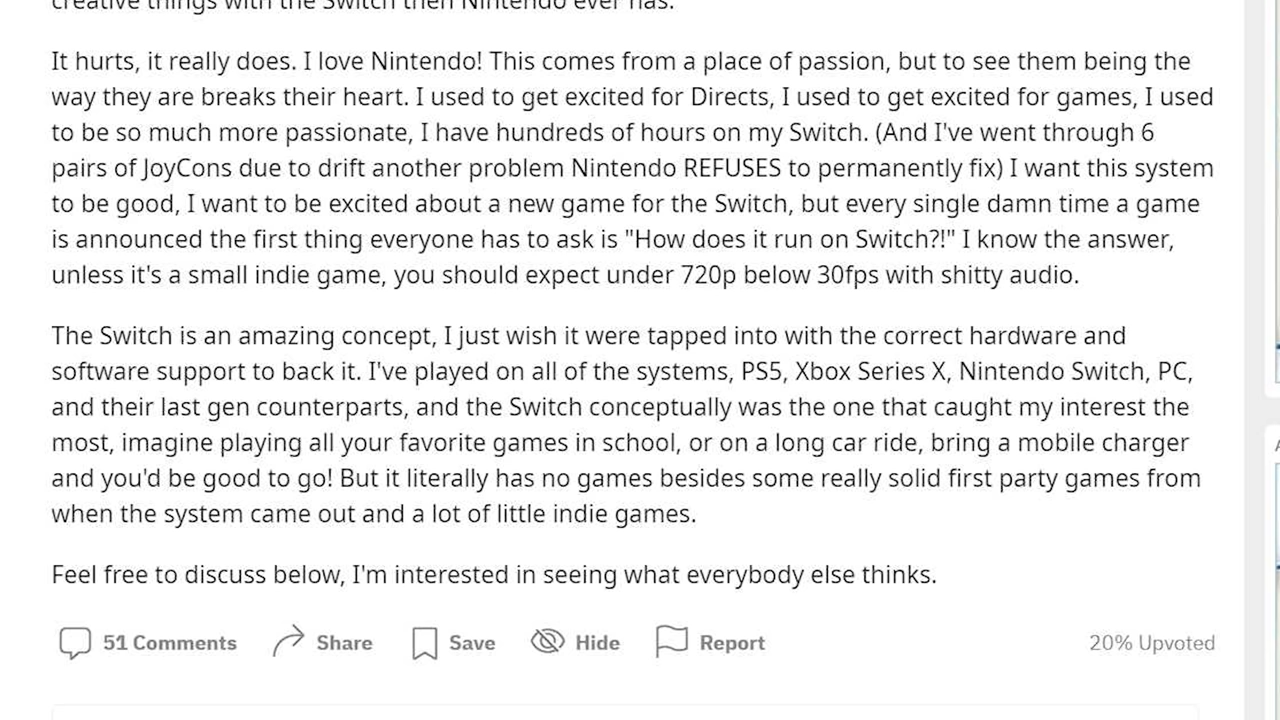 creative things with the Switch then Nintendo ever has.
It hurts, it really does. I love Nintendo! This comes from a place of passion, but to see them being the
way they are breaks their heart. I used to get excited for Directs, I used to get excited for games, I used
to be so much more passionate, I have hundreds of hours on my Switch. (And I've went through 6
pairs of JoyCons due to drift another problem Nintendo REFUSES to permanently fix) I want this system
to be good, I want to be excited about a new game for the Switch, but every single damn time a game
is announced the first thing everyone has to ask is "How does it run on Switch?!" I know the answer,
unless it's a small indie game, you should expect under 720p below 30fps with shitty audio.
The Switch is an amazing concept, I just wish it were tapped into with the correct hardware and
software support to back it. I've played on all of the systems, PS5, Xbox Series X, Nintendo Switch, PC,
and their last gen counterparts, and the Switch conceptually was the one that caught my interest the
most, imagine playing all your favorite games in school, or on a long car ride, bring a mobile charger
and you'd be good to go! But it literally has no games besides some really solid first party games from
when the system came out and a lot of little indie games.
Feel free to discuss below, I'm interested in seeing what everybody else thinks.
51 Comments Share Save Hide Report 20% Upvoted